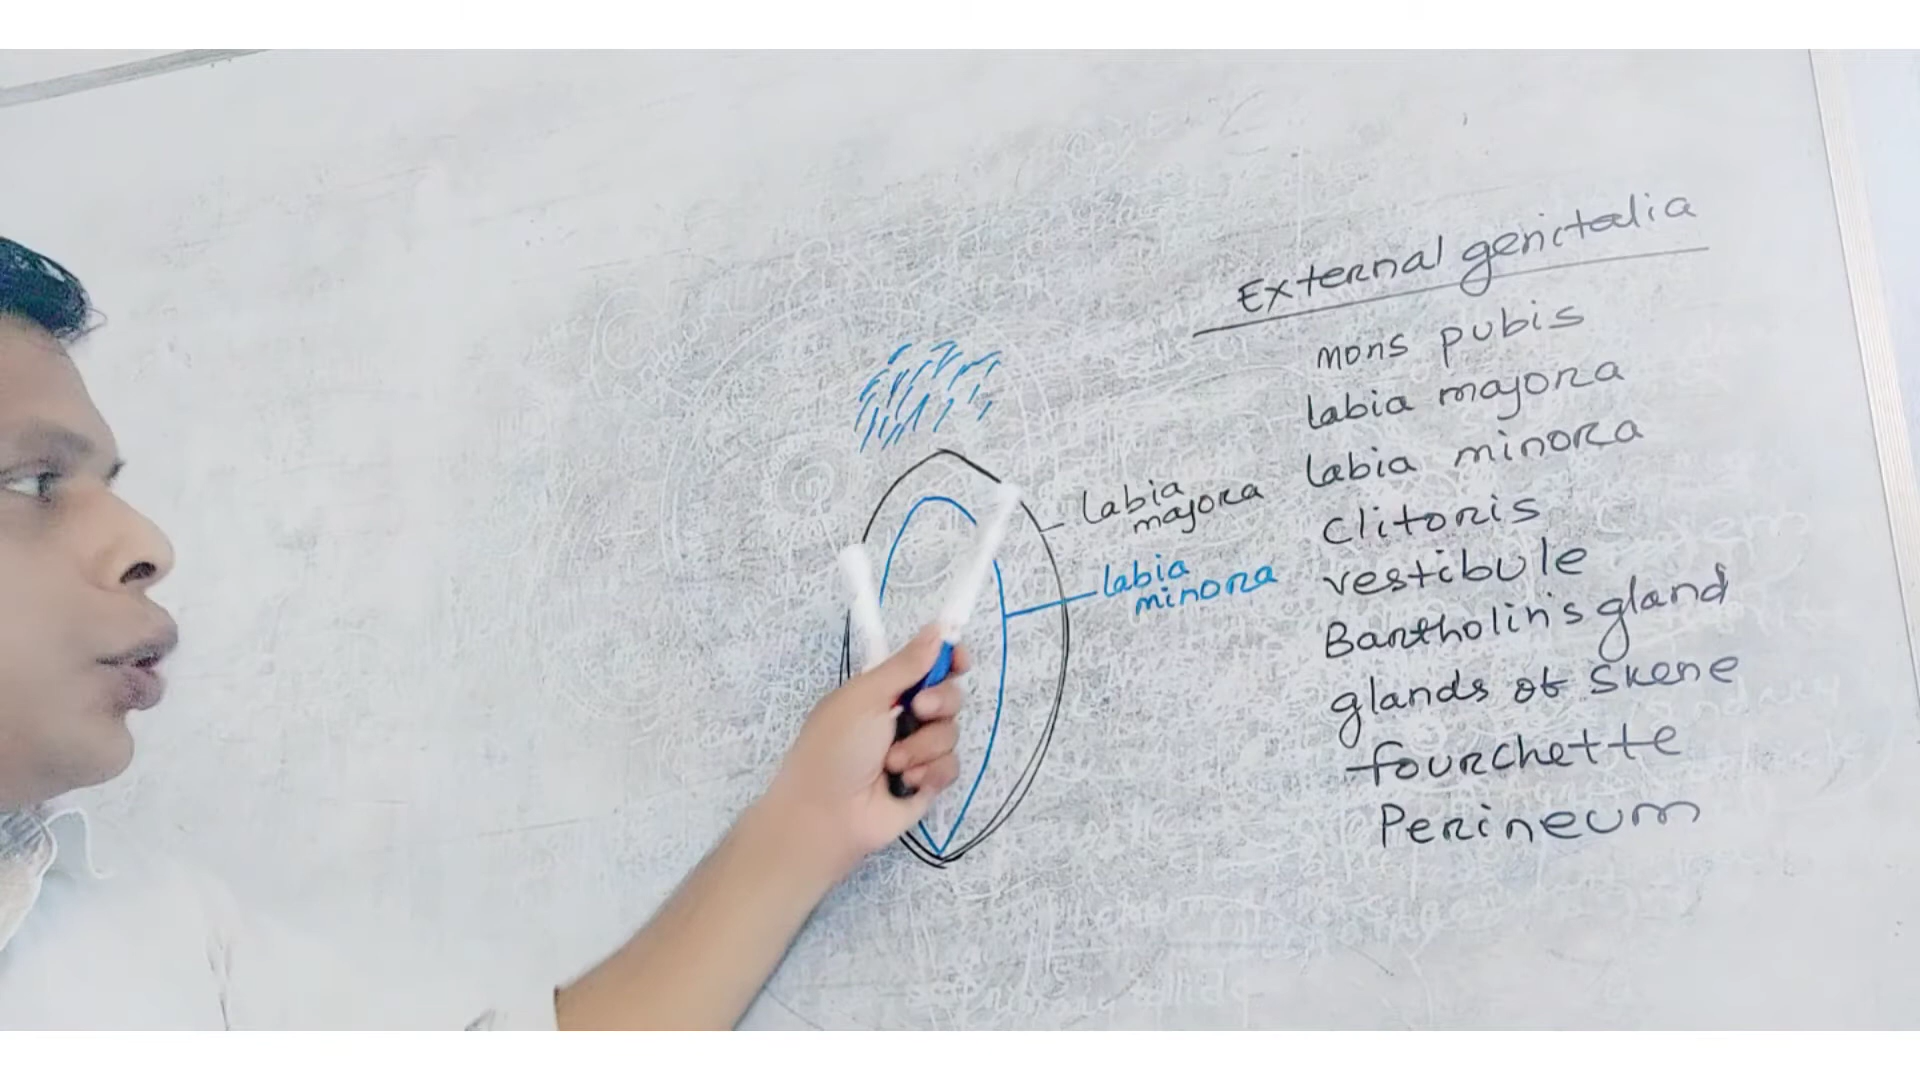 External genitalia
mons pubis
labia majora
labia minora
clitoris
vestibule
Bartholin's gland
glands of Skene
fourchette
Perineum
labia
majora
labia
minora